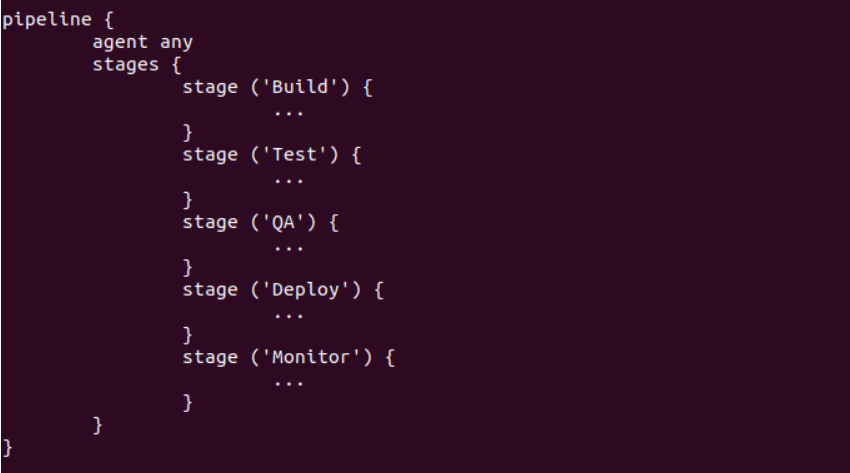 pipeline {
        agent any
        stages {
                stage ('Build') {
                        ...
                }
                stage ('Test') {
                        ...
                }
                stage ('QA') {
                        ...
                }
                stage ('Deploy') {
                        ...
                }
                stage ('Monitor') {
                        ...
                }
        }
}